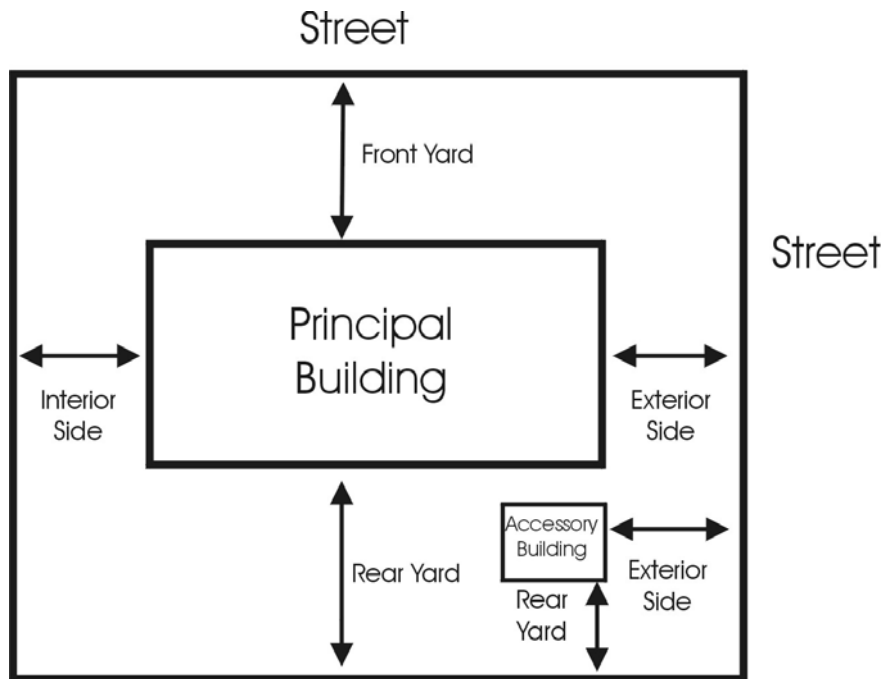 Street
Front Yard
Street
Principal
Building
Interior
Side
Exterior
Side
Accessory
Building
Rear Yard
Exterior
Side
Rear
Yard